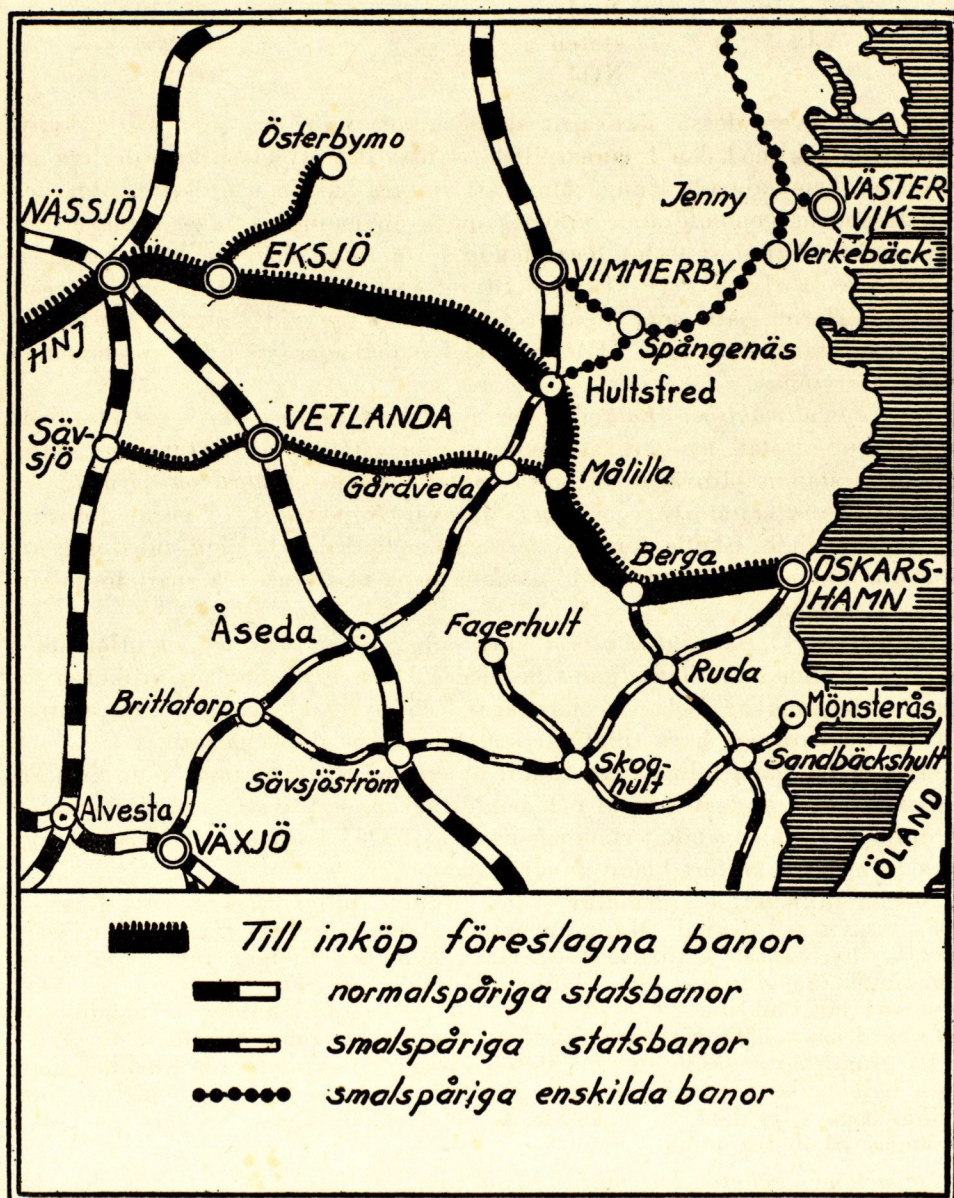 Österbymo
NÄSSJÖ
EKSJÖ
Jenny
VÄSTER-
VIK
Verkebäck
VIMMERBY
HNJ
Spångenäs
Hultsfred
VETLANDA
Säv-
sjö
Gårdveda
Målilla
Berga
OSKARS-
HAMN
Åseda
Fagerhult
Ruda
Brittatorp
Mönsterås
Sävsjöström
Skog-
hult
Sandbäckshult
Alvesta
VÄXJÖ
ÖLAND
Till inköp föreslagna banor
normalspåriga statsbanor
smalspåriga statsbanor
smalspåriga enskilda banor